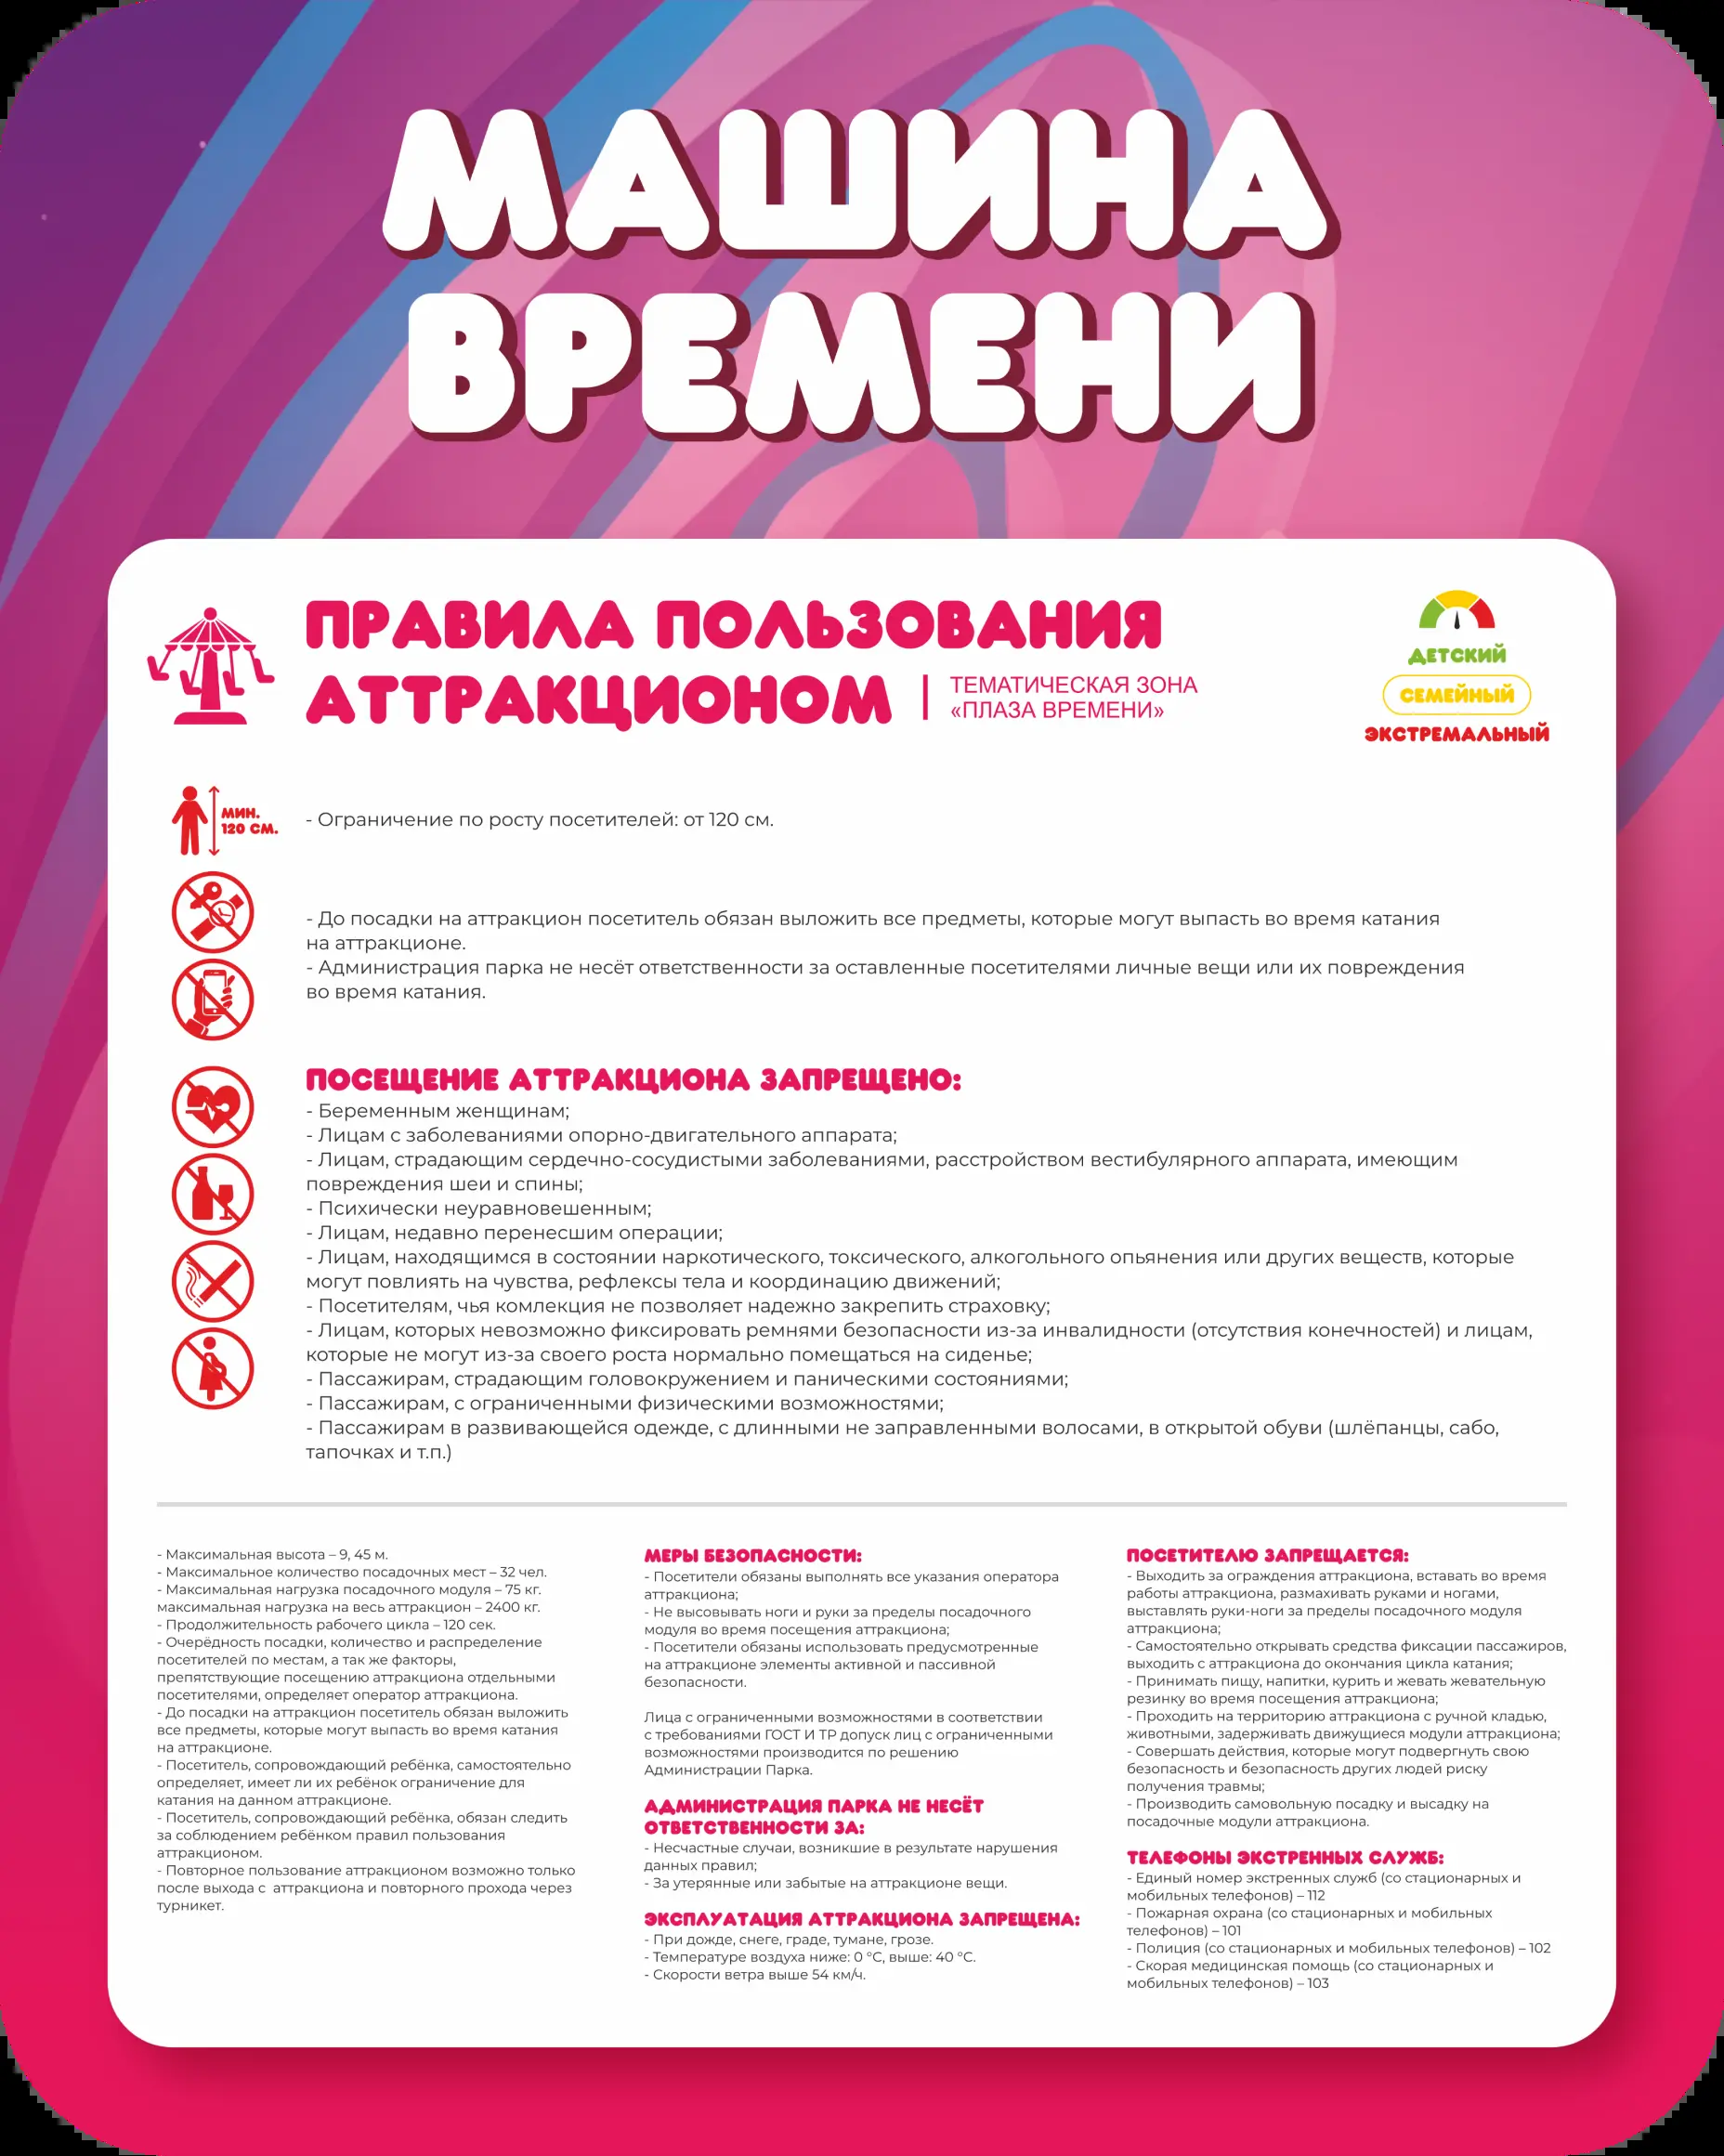 МАШИНА
ВРЕМЕНИ
ПРАВИЛА ПОЛЬЗОВАНИЯ
АТТРАКЦИОНОМ
ТЕМАТИЧЕСКАЯ ЗОНА
«ПЛАЗА ВРЕМЕНИ»
ДЕТСКИЙ
СЕМЕЙНЫЙ
ЭКСТРЕМАЛЬНЫЙ
МИН.
120 СМ.
- Ограничение по росту посетителей: от 120 см.
- До посадки на аттракцион посетитель обязан выложить все предметы, которые могут выпасть во время катания
на аттракционе.
- Администрация парка не несёт ответственности за оставленные посетителями личные вещи или их повреждения
во время катания.
ПОСЕЩЕНИЕ АТТРАКЦИОНА ЗАПРЕЩЕНО:
- Беременным женщинам;
- Лицам с заболеваниями опорно-двигательного аппарата;
- Лицам, страдающим сердечно-сосудистыми заболеваниями, расстройством вестибулярного аппарата, имеющим
повреждения шеи и спины;
- Психически неуравновешенным;
- Лицам, недавно перенесшим операции;
- Лицам, находящимся в состоянии наркотического, токсического, алкогольного опьянения или других веществ, которые
могут повлиять на чувства, рефлексы тела и координацию движений;
- Посетителям, чья комлекция не позволяет надежно закрепить страховку;
- Лицам, которых невозможно фиксировать ремнями безопасности из-за инвалидности (отсутствия конечностей) и лицам,
которые не могут из-за своего роста нормально помещаться на сиденье;
- Пассажирам, страдающим головокружением и паническими состояниями;
- Пассажирам, с ограниченными физическими возможностями;
- Пассажирам в развивающейся одежде, с длинными не заправленными волосами, в открытой обуви (шлёпанцы, сабо,
тапочках и т.п.)
- Максимальная высота – 9, 45 м.
- Максимальное количество посадочных мест – 32 чел.
- Максимальная нагрузка посадочного модуля – 75 кг.
максимальная нагрузка на весь аттракцион – 2400 кг.
- Продолжительность рабочего цикла – 120 сек.
- Очерёдность посадки, количество и распределение
посетителей по местам, а так же факторы,
препятствующие посещению аттракциона отдельными
посетителями, определяет оператор аттракциона.
- До посадки на аттракцион посетитель обязан выложить
все предметы, которые могут выпасть во время катания
на аттракционе.
- Посетитель, сопровождающий ребёнка, самостоятельно
определяет, имеет ли их ребёнок ограничение для
катания на данном аттракционе.
- Посетитель, сопровождающий ребёнка, обязан следить
за соблюдением ребёнком правил пользования
аттракционом.
- Повторное пользование аттракционом возможно только
после выхода с  аттракциона и повторного прохода через
турникет.
МЕРЫ БЕЗОПАСНОСТИ:
- Посетители обязаны выполнять все указания оператора
аттракциона;
- Не высовывать ноги и руки за пределы посадочного
модуля во время посещения аттракциона;
- Посетители обязаны использовать предусмотренные
на аттракционе элементы активной и пассивной
безопасности.
Лица с ограниченными возможностями в соответствии
с требованиями ГОСТ И ТР допуск лиц с ограниченными
возможностями производится по решению
Администрации Парка.
АДМИНИСТРАЦИЯ ПАРКА НЕ НЕСЁТ
ОТВЕТСТВЕННОСТИ ЗА:
- Несчастные случаи, возникшие в результате нарушения
данных правил;
- За утерянные или забытые на аттракционе вещи.
ЭКСПЛУАТАЦИЯ АТТРАКЦИОНА ЗАПРЕЩЕНА:
- При дожде, снеге, граде, тумане, грозе.
- Температуре воздуха ниже: 0 °С, выше: 40 °С.
- Скорости ветра выше 54 км/ч.
ПОСЕТИТЕЛЮ ЗАПРЕЩАЕТСЯ:
- Выходить за ограждения аттракциона, вставать во время
работы аттракциона, размахивать руками и ногами,
выставлять руки-ноги за пределы посадочного модуля
аттракциона;
- Самостоятельно открывать средства фиксации пассажиров,
выходить с аттракциона до окончания цикла катания;
- Принимать пищу, напитки, курить и жевать жевательную
резинку во время посещения аттракциона;
- Проходить на территорию аттракциона с ручной кладью,
животными, задерживать движущиеся модули аттракциона;
- Совершать действия, которые могут подвергнуть свою
безопасность и безопасность других людей риску
получения травмы;
- Производить самовольную посадку и высадку на
посадочные модули аттракциона.
ТЕЛЕФОНЫ ЭКСТРЕННЫХ СЛУЖБ:
- Единый номер экстренных служб (со стационарных и
мобильных телефонов) – 112
- Пожарная охрана (со стационарных и мобильных
телефонов) – 101
- Полиция (со стационарных и мобильных телефонов) – 102
- Скорая медицинская помощь (со стационарных и
мобильных телефонов) – 103